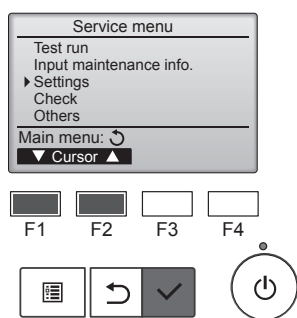 Service menu
Test run
Input maintenance info.
Settings
Check
Others
Main menu:
Cursor
F1 F2 F3 F4